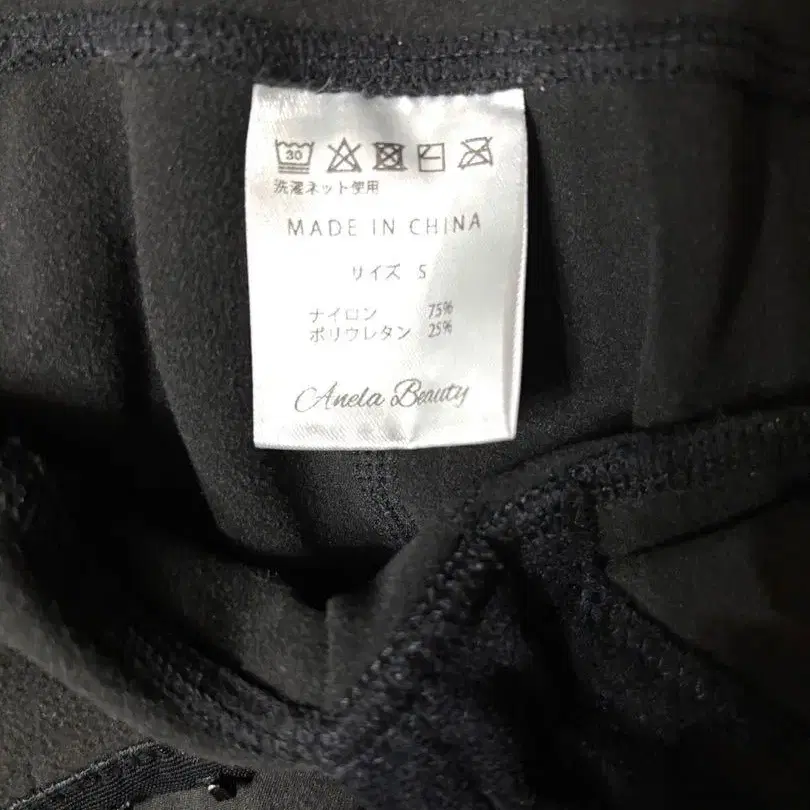 30
洗濯ネット使用
MADE IN CHINA
サイズ S
ナイロン 75%
ポリウレタン 25%
Anela Beauty